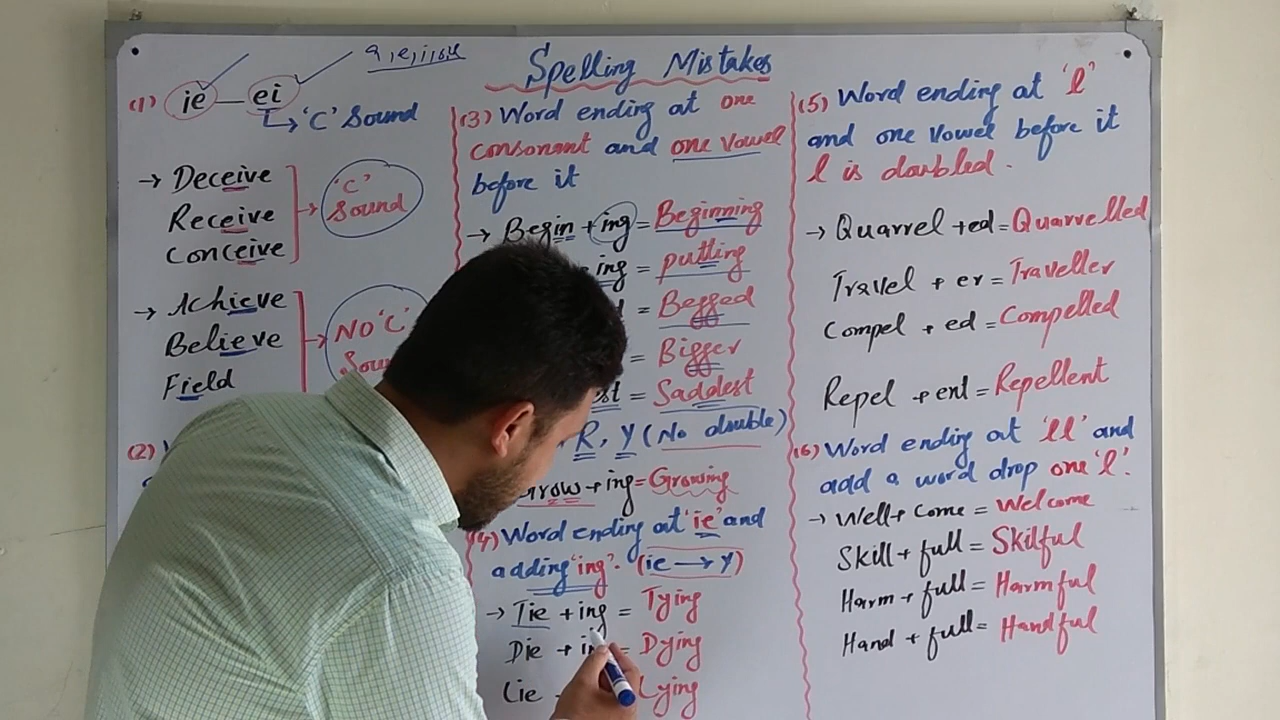 Spelling Mistakes
a, e, i, o, u
(1) ie — ei
'C' Sound
→ Deceive
Receive
Conceive
→ 'C' Sound
→ Achieve
Believe
Field
→ NO 'C'
(2)
(3) Word ending at one
consonant and one vowel
before it
→ Begin + ing = Beginning
ing = putting
= Begged
= Bigger
= Saddest
R, Y (No double)
Grow + ing = Growing
(4) Word ending at 'ie' and
adding 'ing'. (ie → Y)
→ Tie + ing = Tying
Die + = Dying
Lie Lying
(5) Word ending at 'l'
and one vowel before it
l is doubled.
→ Quarrel + ed = Quarrelled
Travel + er = Traveller
Compel + ed = Compelled
Repel + ent = Repellent
(6) Word ending at 'll' and
add a word drop one 'l'.
→ Well + Come = Welcome
Skill + full = Skilful
Harm + full = Harmful
Hand + full = Handful